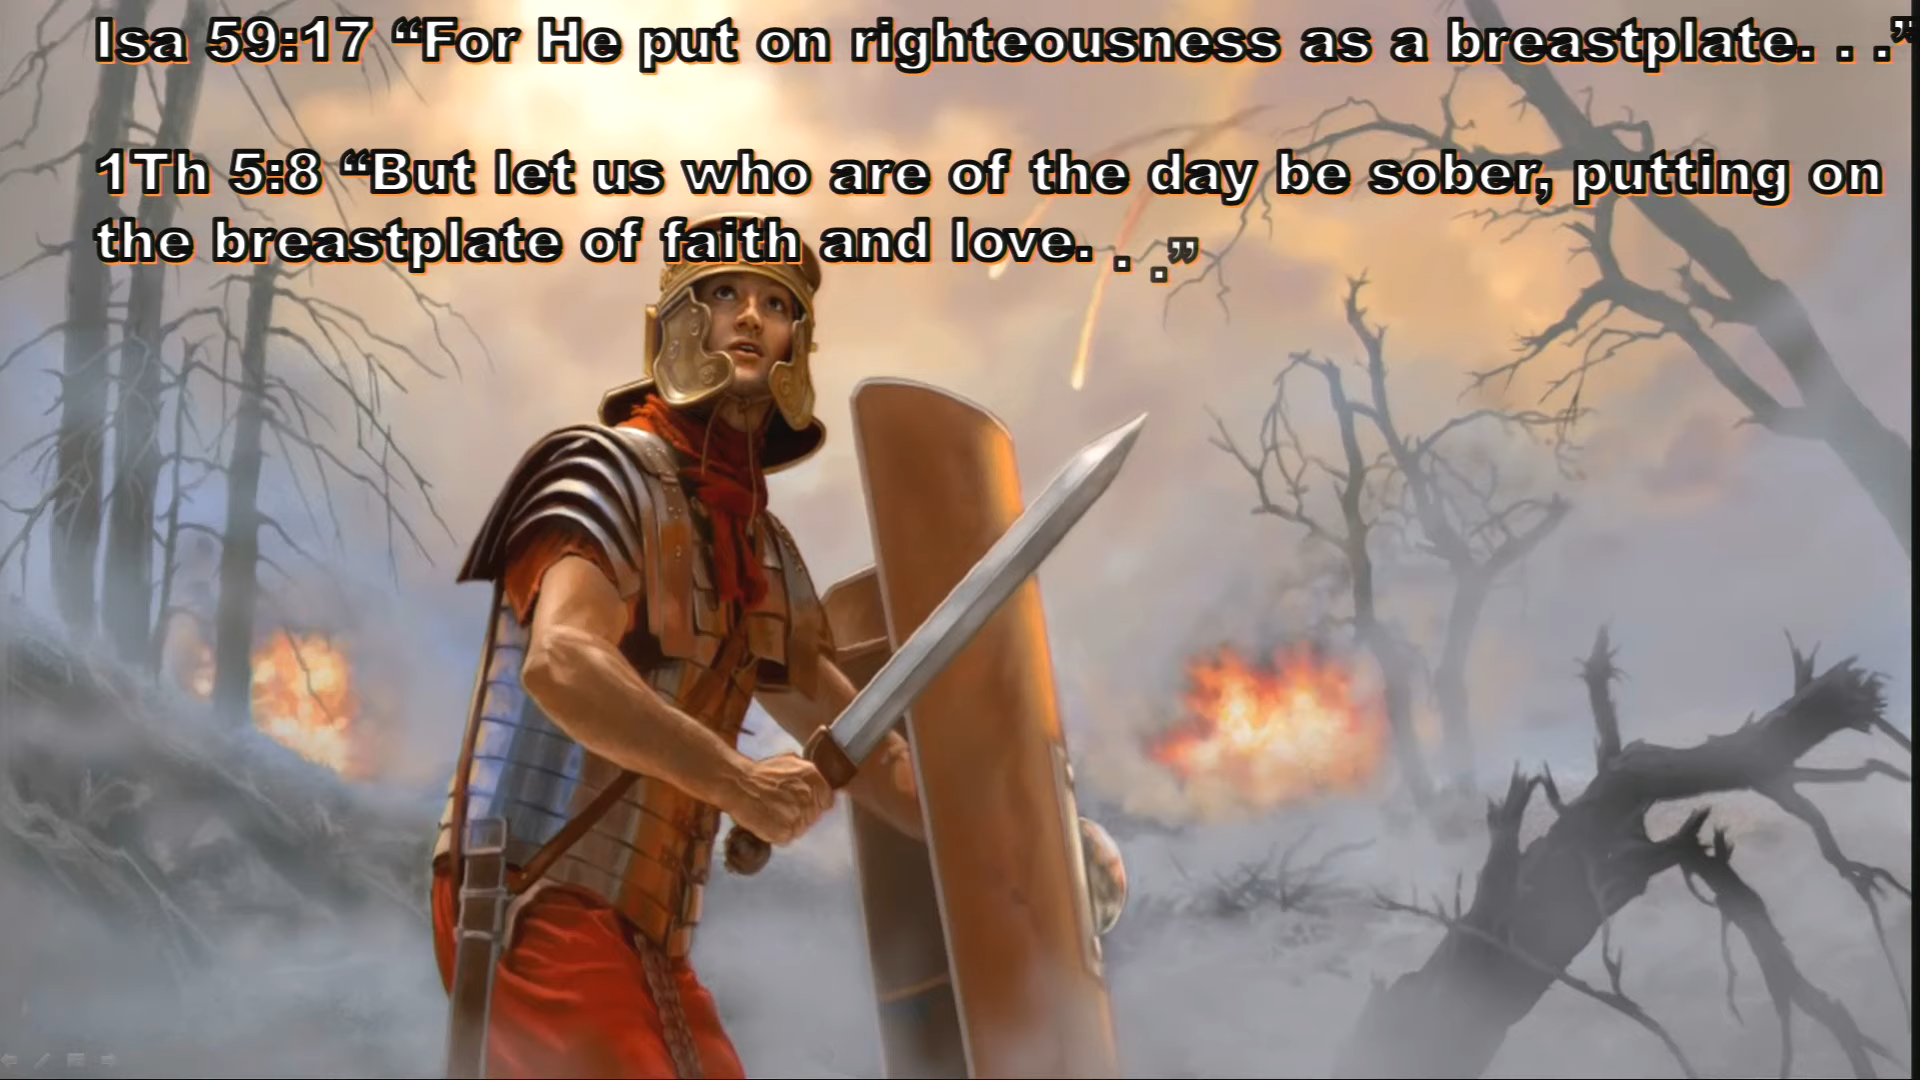 Isa 59:17 “For He put on righteousness as a breastplate. . .”
1Th 5:8 “But let us who are of the day be sober, putting on
the breastplate of faith and love. . .”